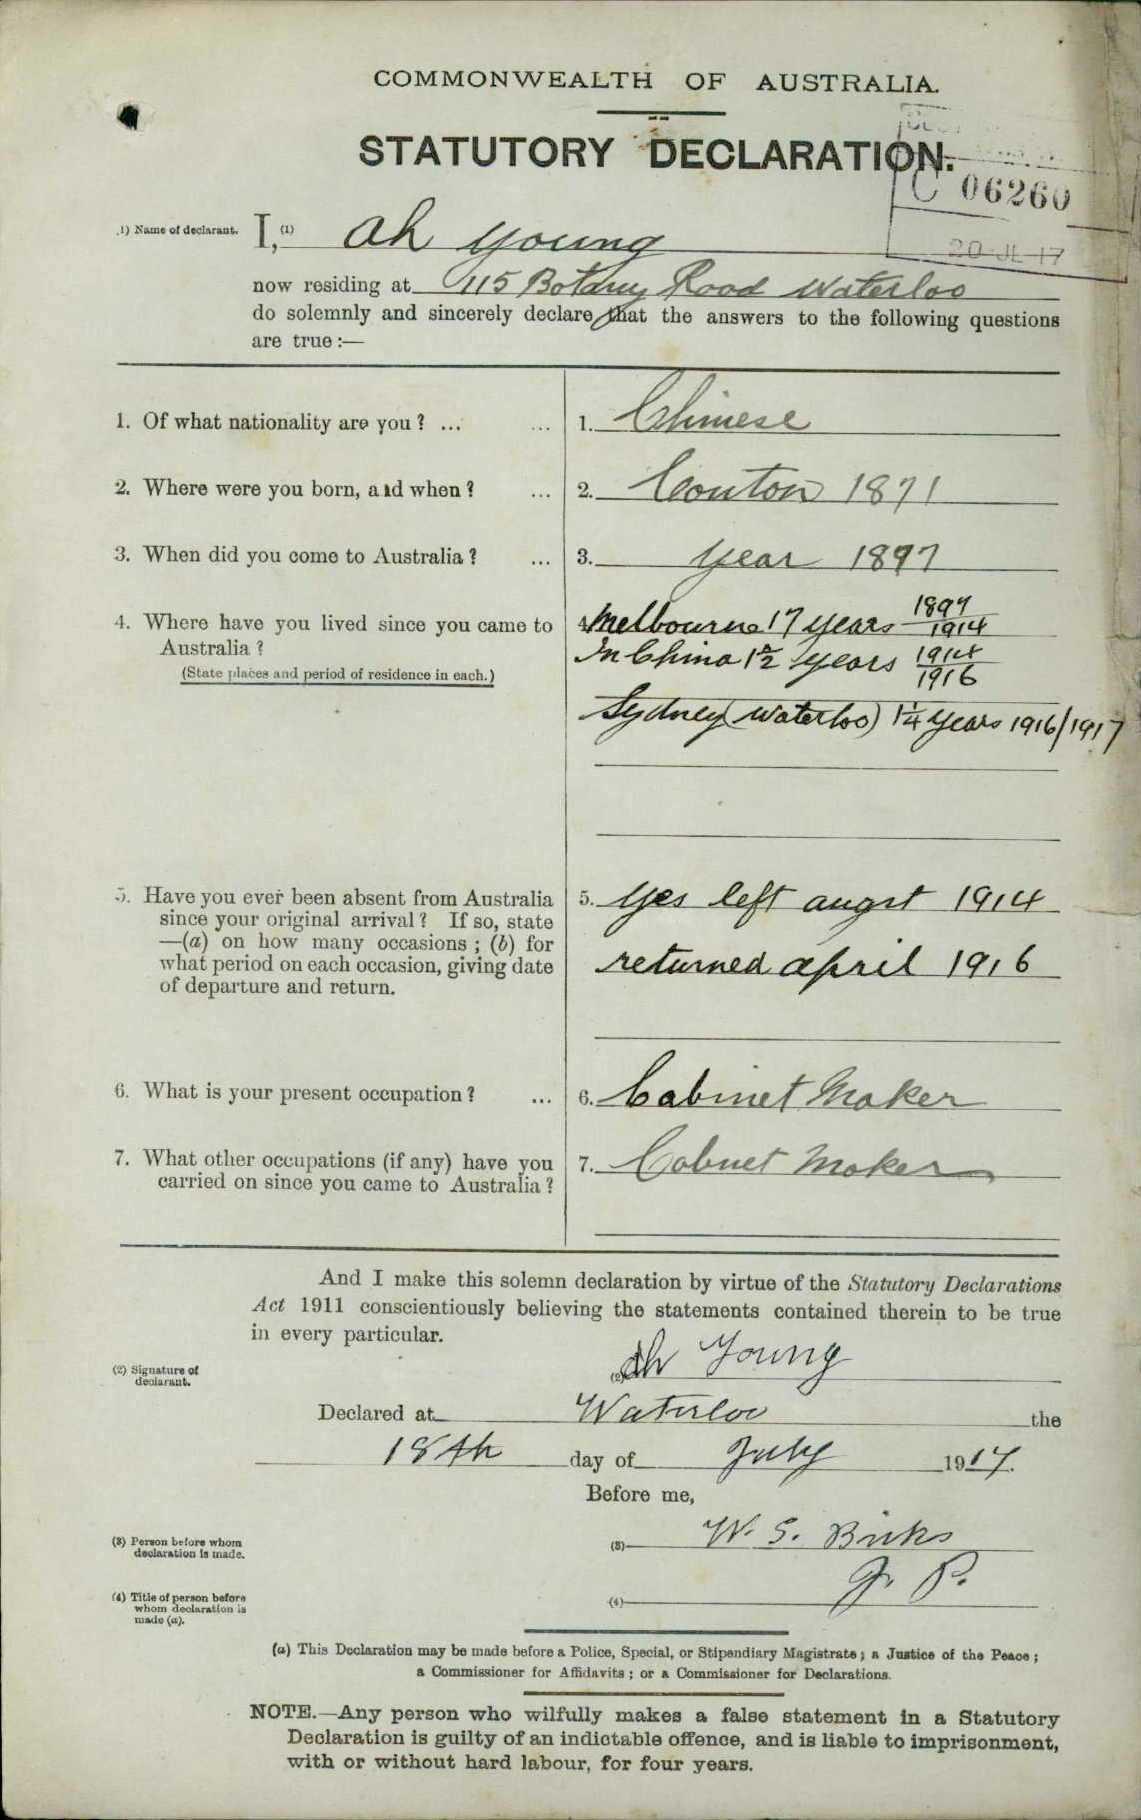 COMMONWEALTH OF AUSTRALIA.
STATUTORY DECLARATION.
C 06260
20 JL 17
(1) Name of declarant. I, (1) Ah Young
now residing at 115 Botany Road Waterloo
do solemnly and sincerely declare that the answers to the following questions
are true :—
1. Of what nationality are you ? ... ... 1. Chinese
2. Where were you born, and when ? ... 2. Conton 1871
3. When did you come to Australia ? ... 3. Year 1897
4. Where have you lived since you came to Australia ? (State places and period of residence in each.)
4. Melbourne 17 years 1897/1914
In China 1½ years 1914/1916
Sydney (Waterloo) 1¼ years 1916/1917
5. Have you ever been absent from Australia
since your original arrival ? If so, state
—(a) on how many occasions ; (b) for
what period on each occasion, giving date
of departure and return.
5. Yes left augst 1914
returned april 1916
6. What is your present occupation ? ... 6. Cabinet Maker
7. What other occupations (if any) have you
carried on since you came to Australia ?
7. Cabnet Maker
And I make this solemn declaration by virtue of the Statutory Declarations
Act 1911 conscientiously believing the statements contained therein to be true
in every particular.
(2) Signature of
declarant.
(2) Ah Young
Declared at Waterloo the
18th day of July 1917.
Before me,
(3) Person before whom
declaration is made.
(3) W. S. Birks
(4) Title of person before
whom declaration is
made (a).
(4) J. P.
(a) This Declaration may be made before a Police, Special, or Stipendiary Magistrate ; a Justice of the Peace ;
a Commissioner for Affidavits ; or a Commissioner for Declarations.
NOTE.—Any person who wilfully makes a false statement in a Statutory
Declaration is guilty of an indictable offence, and is liable to imprisonment,
with or without hard labour, for four years.